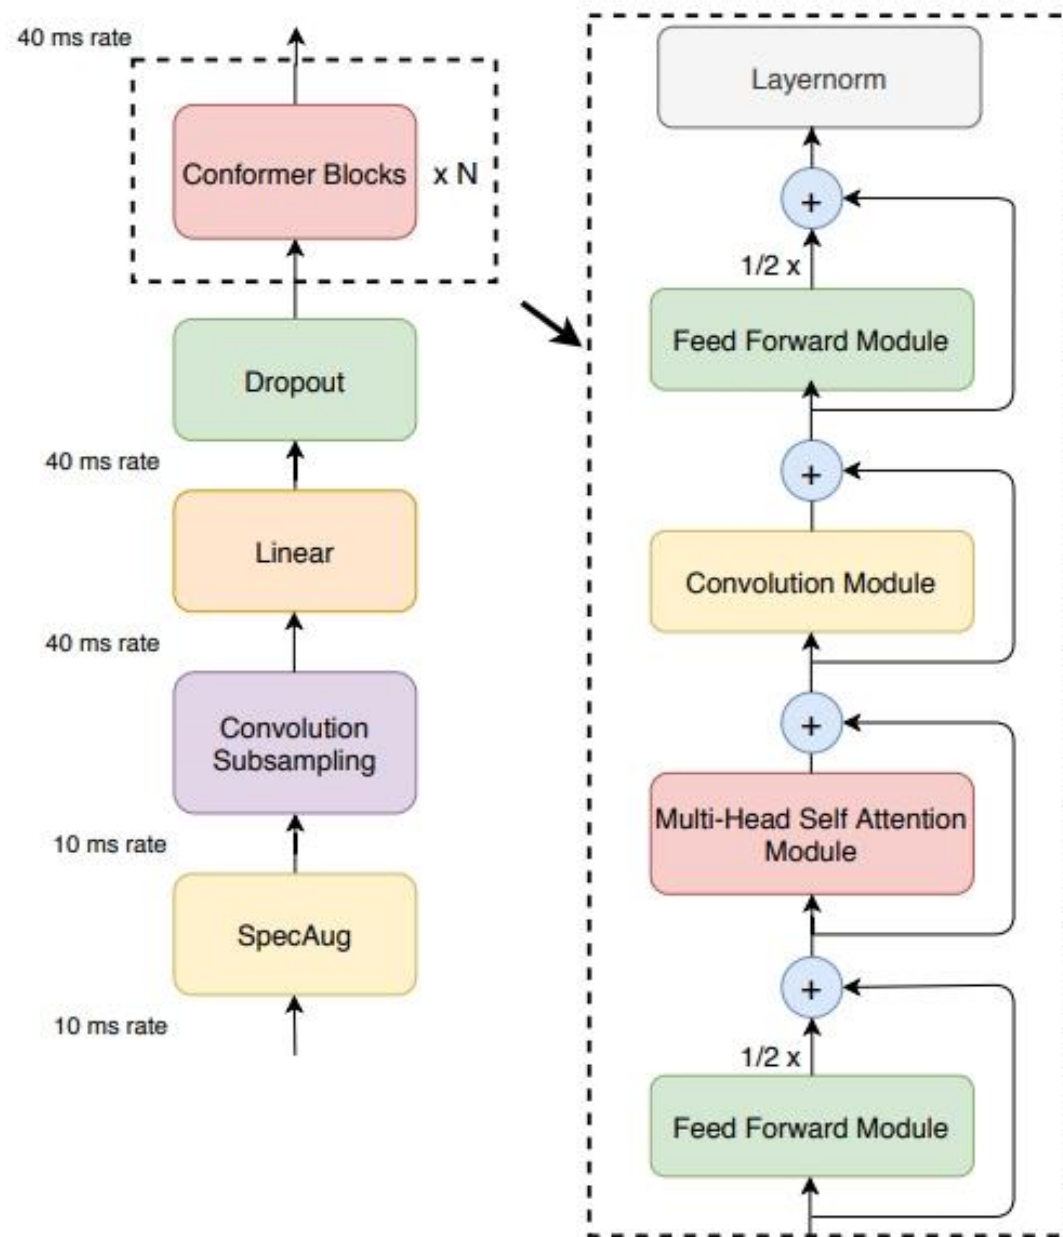 40 ms rate
Conformer Blocks
x N
Dropout
40 ms rate
Linear
40 ms rate
Convolution
Subsampling
10 ms rate
SpecAug
10 ms rate
Layernorm
+
1/2 x
Feed Forward Module
+
Convolution Module
+
Multi-Head Self Attention
Module
+
1/2 x
Feed Forward Module